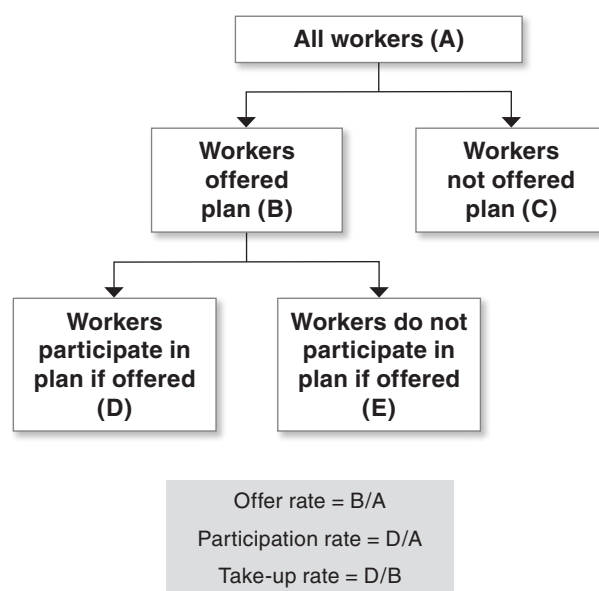 All workers (A)
Workers
offered
plan (B)
Workers
not offered
plan (C)
Workers
participate in
plan if offered
(D)
Workers do not
participate in
plan if offered
(E)
Offer rate = B/A
Participation rate = D/A
Take-up rate = D/B